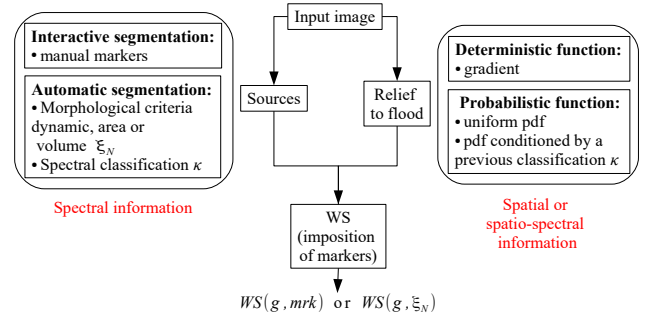 Input image
Interactive segmentation:
• manual markers
Automatic segmentation:
• Morphological criteria
dynamic, area or
volume ξ_N
• Spectral classification κ
Spectral information
Sources
Relief
to flood
WS
(imposition
of markers)
WS(g, mrk) or WS(g, ξ_N)
Deterministic function:
• gradient
Probabilistic function:
• uniform pdf
• pdf conditioned by a
previous classification κ
Spatial or
spatio-spectral
information